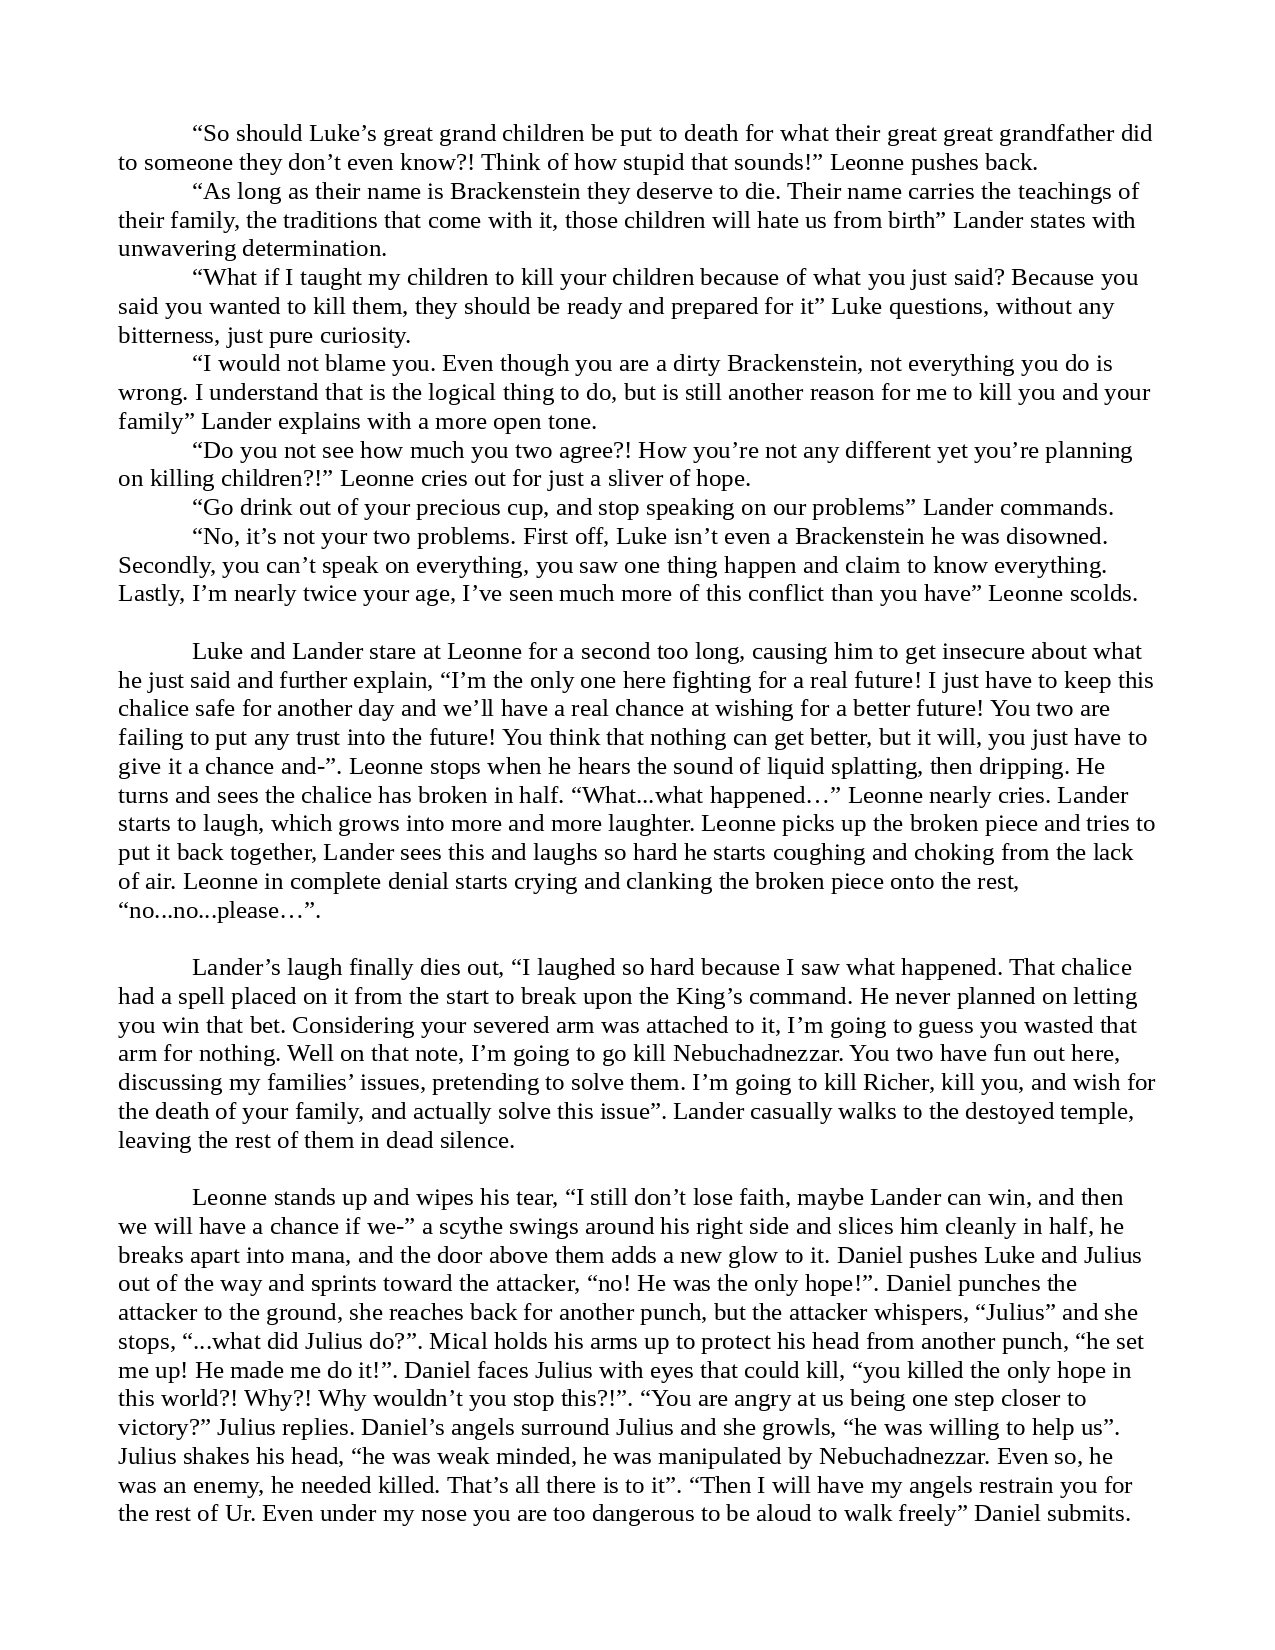 “So should Luke’s great grand children be put to death for what their great great grandfather did
to someone they don’t even know?! Think of how stupid that sounds!” Leonne pushes back.
“As long as their name is Brackenstein they deserve to die. Their name carries the teachings of
their family, the traditions that come with it, those children will hate us from birth” Lander states with
unwavering determination.
“What if I taught my children to kill your children because of what you just said? Because you
said you wanted to kill them, they should be ready and prepared for it” Luke questions, without any
bitterness, just pure curiosity.
“I would not blame you. Even though you are a dirty Brackenstein, not everything you do is
wrong. I understand that is the logical thing to do, but is still another reason for me to kill you and your
family” Lander explains with a more open tone.
“Do you not see how much you two agree?! How you’re not any different yet you’re planning
on killing children?!” Leonne cries out for just a sliver of hope.
“Go drink out of your precious cup, and stop speaking on our problems” Lander commands.
“No, it’s not your two problems. First off, Luke isn’t even a Brackenstein he was disowned.
Secondly, you can’t speak on everything, you saw one thing happen and claim to know everything.
Lastly, I’m nearly twice your age, I’ve seen much more of this conflict than you have” Leonne scolds.
Luke and Lander stare at Leonne for a second too long, causing him to get insecure about what
he just said and further explain, “I’m the only one here fighting for a real future! I just have to keep this
chalice safe for another day and we’ll have a real chance at wishing for a better future! You two are
failing to put any trust into the future! You think that nothing can get better, but it will, you just have to
give it a chance and-”. Leonne stops when he hears the sound of liquid splatting, then dripping. He
turns and sees the chalice has broken in half. “What...what happened…” Leonne nearly cries. Lander
starts to laugh, which grows into more and more laughter. Leonne picks up the broken piece and tries to
put it back together, Lander sees this and laughs so hard he starts coughing and choking from the lack
of air. Leonne in complete denial starts crying and clanking the broken piece onto the rest,
“no...no...please…”.
Lander’s laugh finally dies out, “I laughed so hard because I saw what happened. That chalice
had a spell placed on it from the start to break upon the King’s command. He never planned on letting
you win that bet. Considering your severed arm was attached to it, I’m going to guess you wasted that
arm for nothing. Well on that note, I’m going to go kill Nebuchadnezzar. You two have fun out here,
discussing my families’ issues, pretending to solve them. I’m going to kill Richer, kill you, and wish for
the death of your family, and actually solve this issue”. Lander casually walks to the destoyed temple,
leaving the rest of them in dead silence.
Leonne stands up and wipes his tear, “I still don’t lose faith, maybe Lander can win, and then
we will have a chance if we-” a scythe swings around his right side and slices him cleanly in half, he
breaks apart into mana, and the door above them adds a new glow to it. Daniel pushes Luke and Julius
out of the way and sprints toward the attacker, “no! He was the only hope!”. Daniel punches the
attacker to the ground, she reaches back for another punch, but the attacker whispers, “Julius” and she
stops, “...what did Julius do?”. Mical holds his arms up to protect his head from another punch, “he set
me up! He made me do it!”. Daniel faces Julius with eyes that could kill, “you killed the only hope in
this world?! Why?! Why wouldn’t you stop this?!”. “You are angry at us being one step closer to
victory?” Julius replies. Daniel’s angels surround Julius and she growls, “he was willing to help us”.
Julius shakes his head, “he was weak minded, he was manipulated by Nebuchadnezzar. Even so, he
was an enemy, he needed killed. That’s all there is to it”. “Then I will have my angels restrain you for
the rest of Ur. Even under my nose you are too dangerous to be aloud to walk freely” Daniel submits.